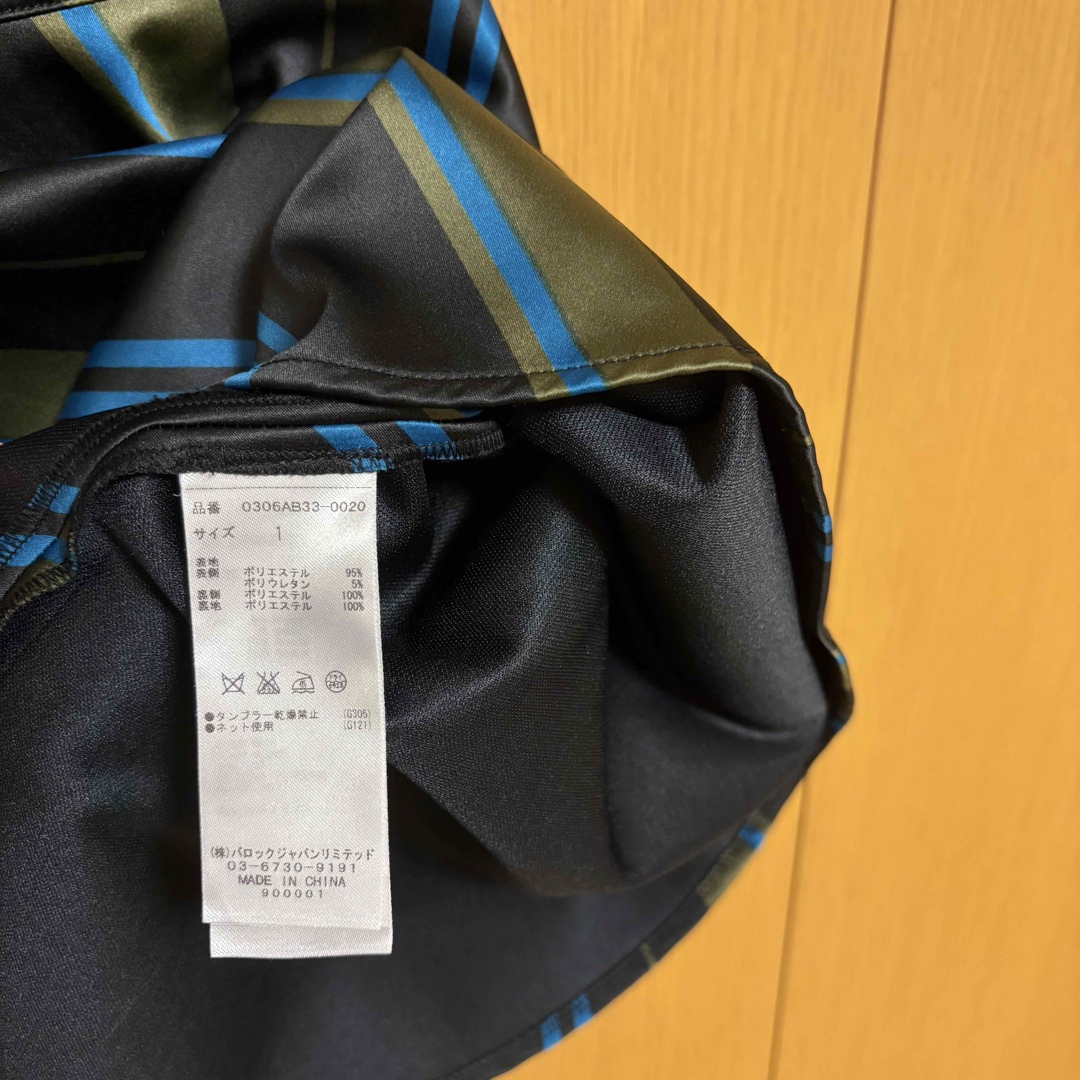 品番 0306AB33-0020
サイズ 1
表地
表側 ポリエステル 95%
ポリウレタン 5%
裏側 ポリエステル 100%
裏地 ポリエステル 100%
●タンブラー乾燥禁止 (G305)
●ネット使用 (G121)
(株)バロックジャパンリミテッド
03-6730-9191
MADE IN CHINA
900001